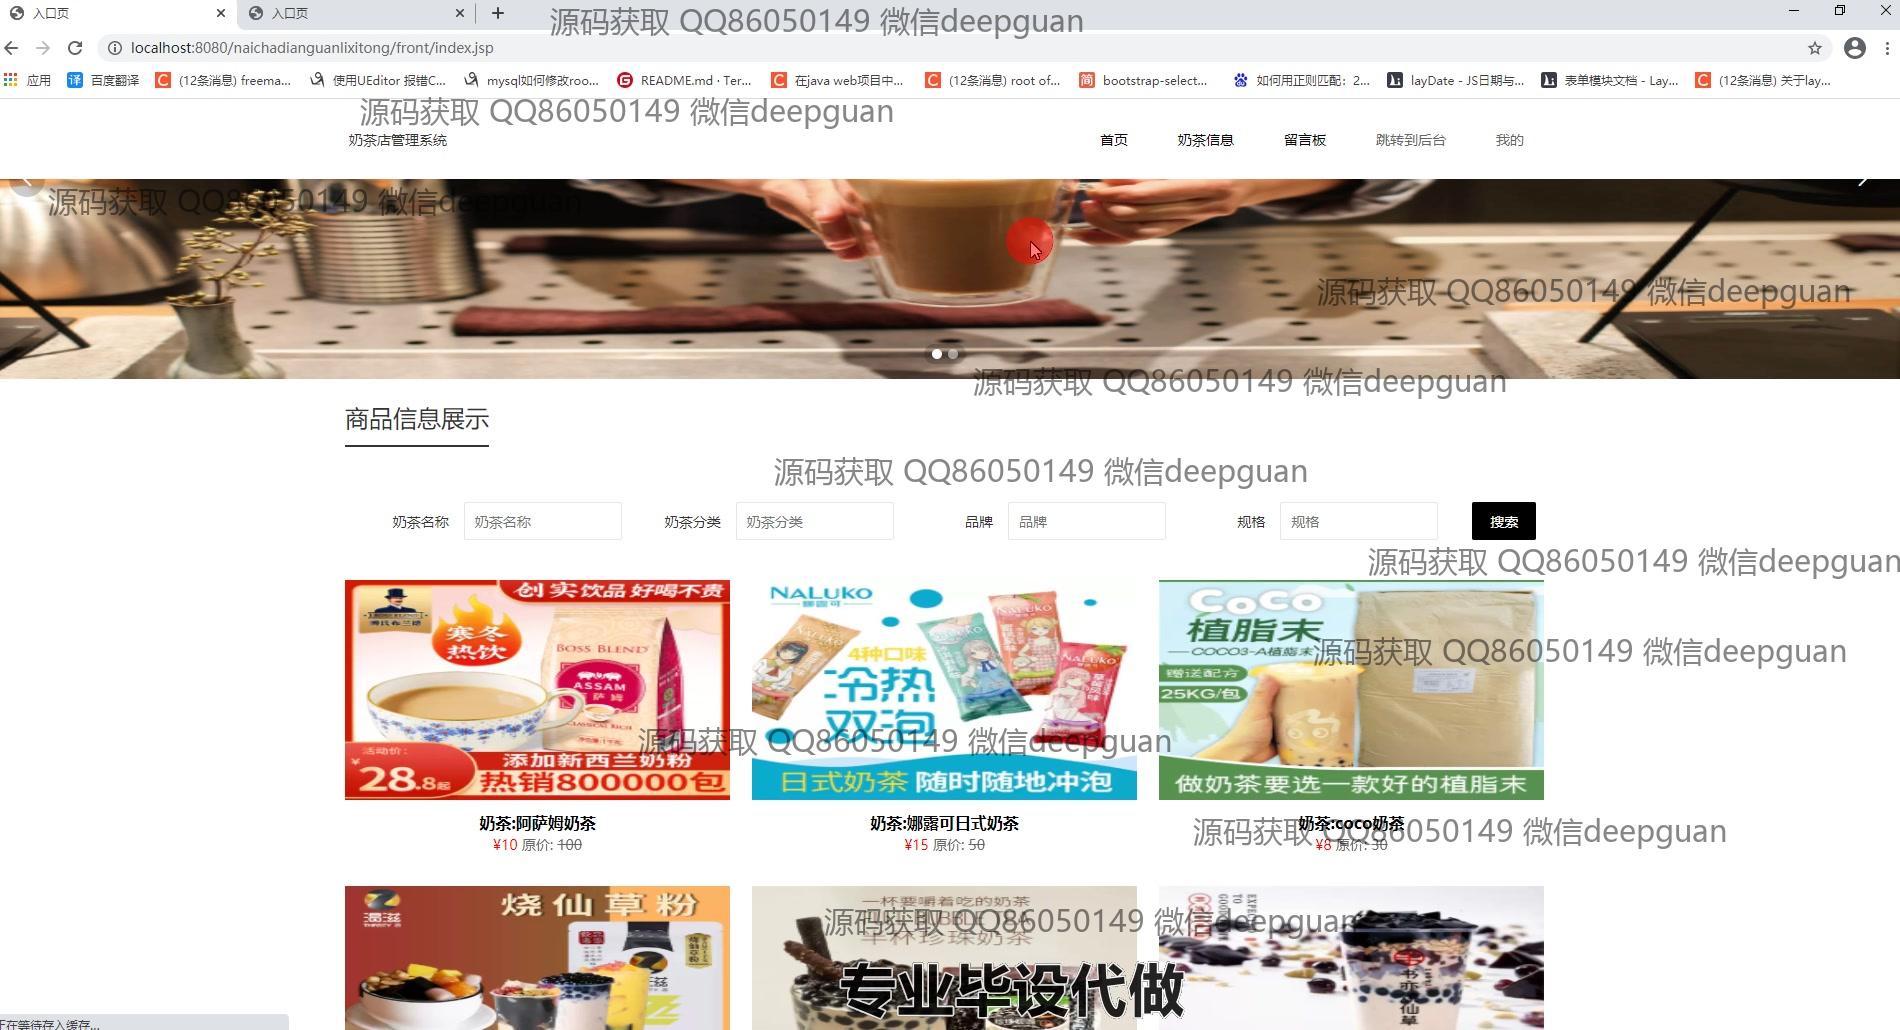 入口页
入口页
源码获取 QQ86050149 微信deepguan
localhost:8080/naichadianguanlixitong/front/index.jsp
应用
百度翻译
(12条消息) freema...
使用UEditor 报错C...
mysql如何修改roo...
README.md · Ter...
在java web项目中...
(12条消息) root of...
bootstrap-select...
如何用正则匹配：2...
layDate - JS日期与...
表单模块文档 - Lay...
(12条消息) 关于lay...
源码获取 QQ86050149 微信deepguan
奶茶店管理系统
首页
奶茶信息
留言板
跳转到后台
我的
源码获取 QQ86050149 微信deepguan
源码获取 QQ86050149 微信deepguan
源码获取 QQ86050149 微信deepguan
商品信息展示
源码获取 QQ86050149 微信deepguan
奶茶名称
奶茶名称
奶茶分类
奶茶分类
品牌
品牌
规格
规格
搜索
源码获取 QQ86050149 微信deepguan
创实饮品 好喝不贵
寒冬
热饮
BOSS BLEND
ASSAM
活动价：
¥28.8起
添加新西兰奶粉
热销800000包
NALUKO
娜露可
4种口味
冷热
双泡
日式奶茶 随时随地冲泡
CoCo
植脂末
COCO3-A植脂末
赠送配方
25KG/包
做奶茶要选一款好的植脂末
源码获取 QQ86050149 微信deepguan
源码获取 QQ86050149 微信deepguan
奶茶:阿萨姆奶茶
¥10 原价: 100
奶茶:娜露可日式奶茶
¥15 原价: 50
奶茶:coco奶茶
¥8 原价: 30
源码获取 QQ86050149 微信deepguan
烧仙草粉
一杯要嚼着吃的奶茶
半杯珍珠奶茶
源码获取 QQ86050149 微信deepguan
书亦烧仙草
专业毕设代做
正在等待存入缓存...